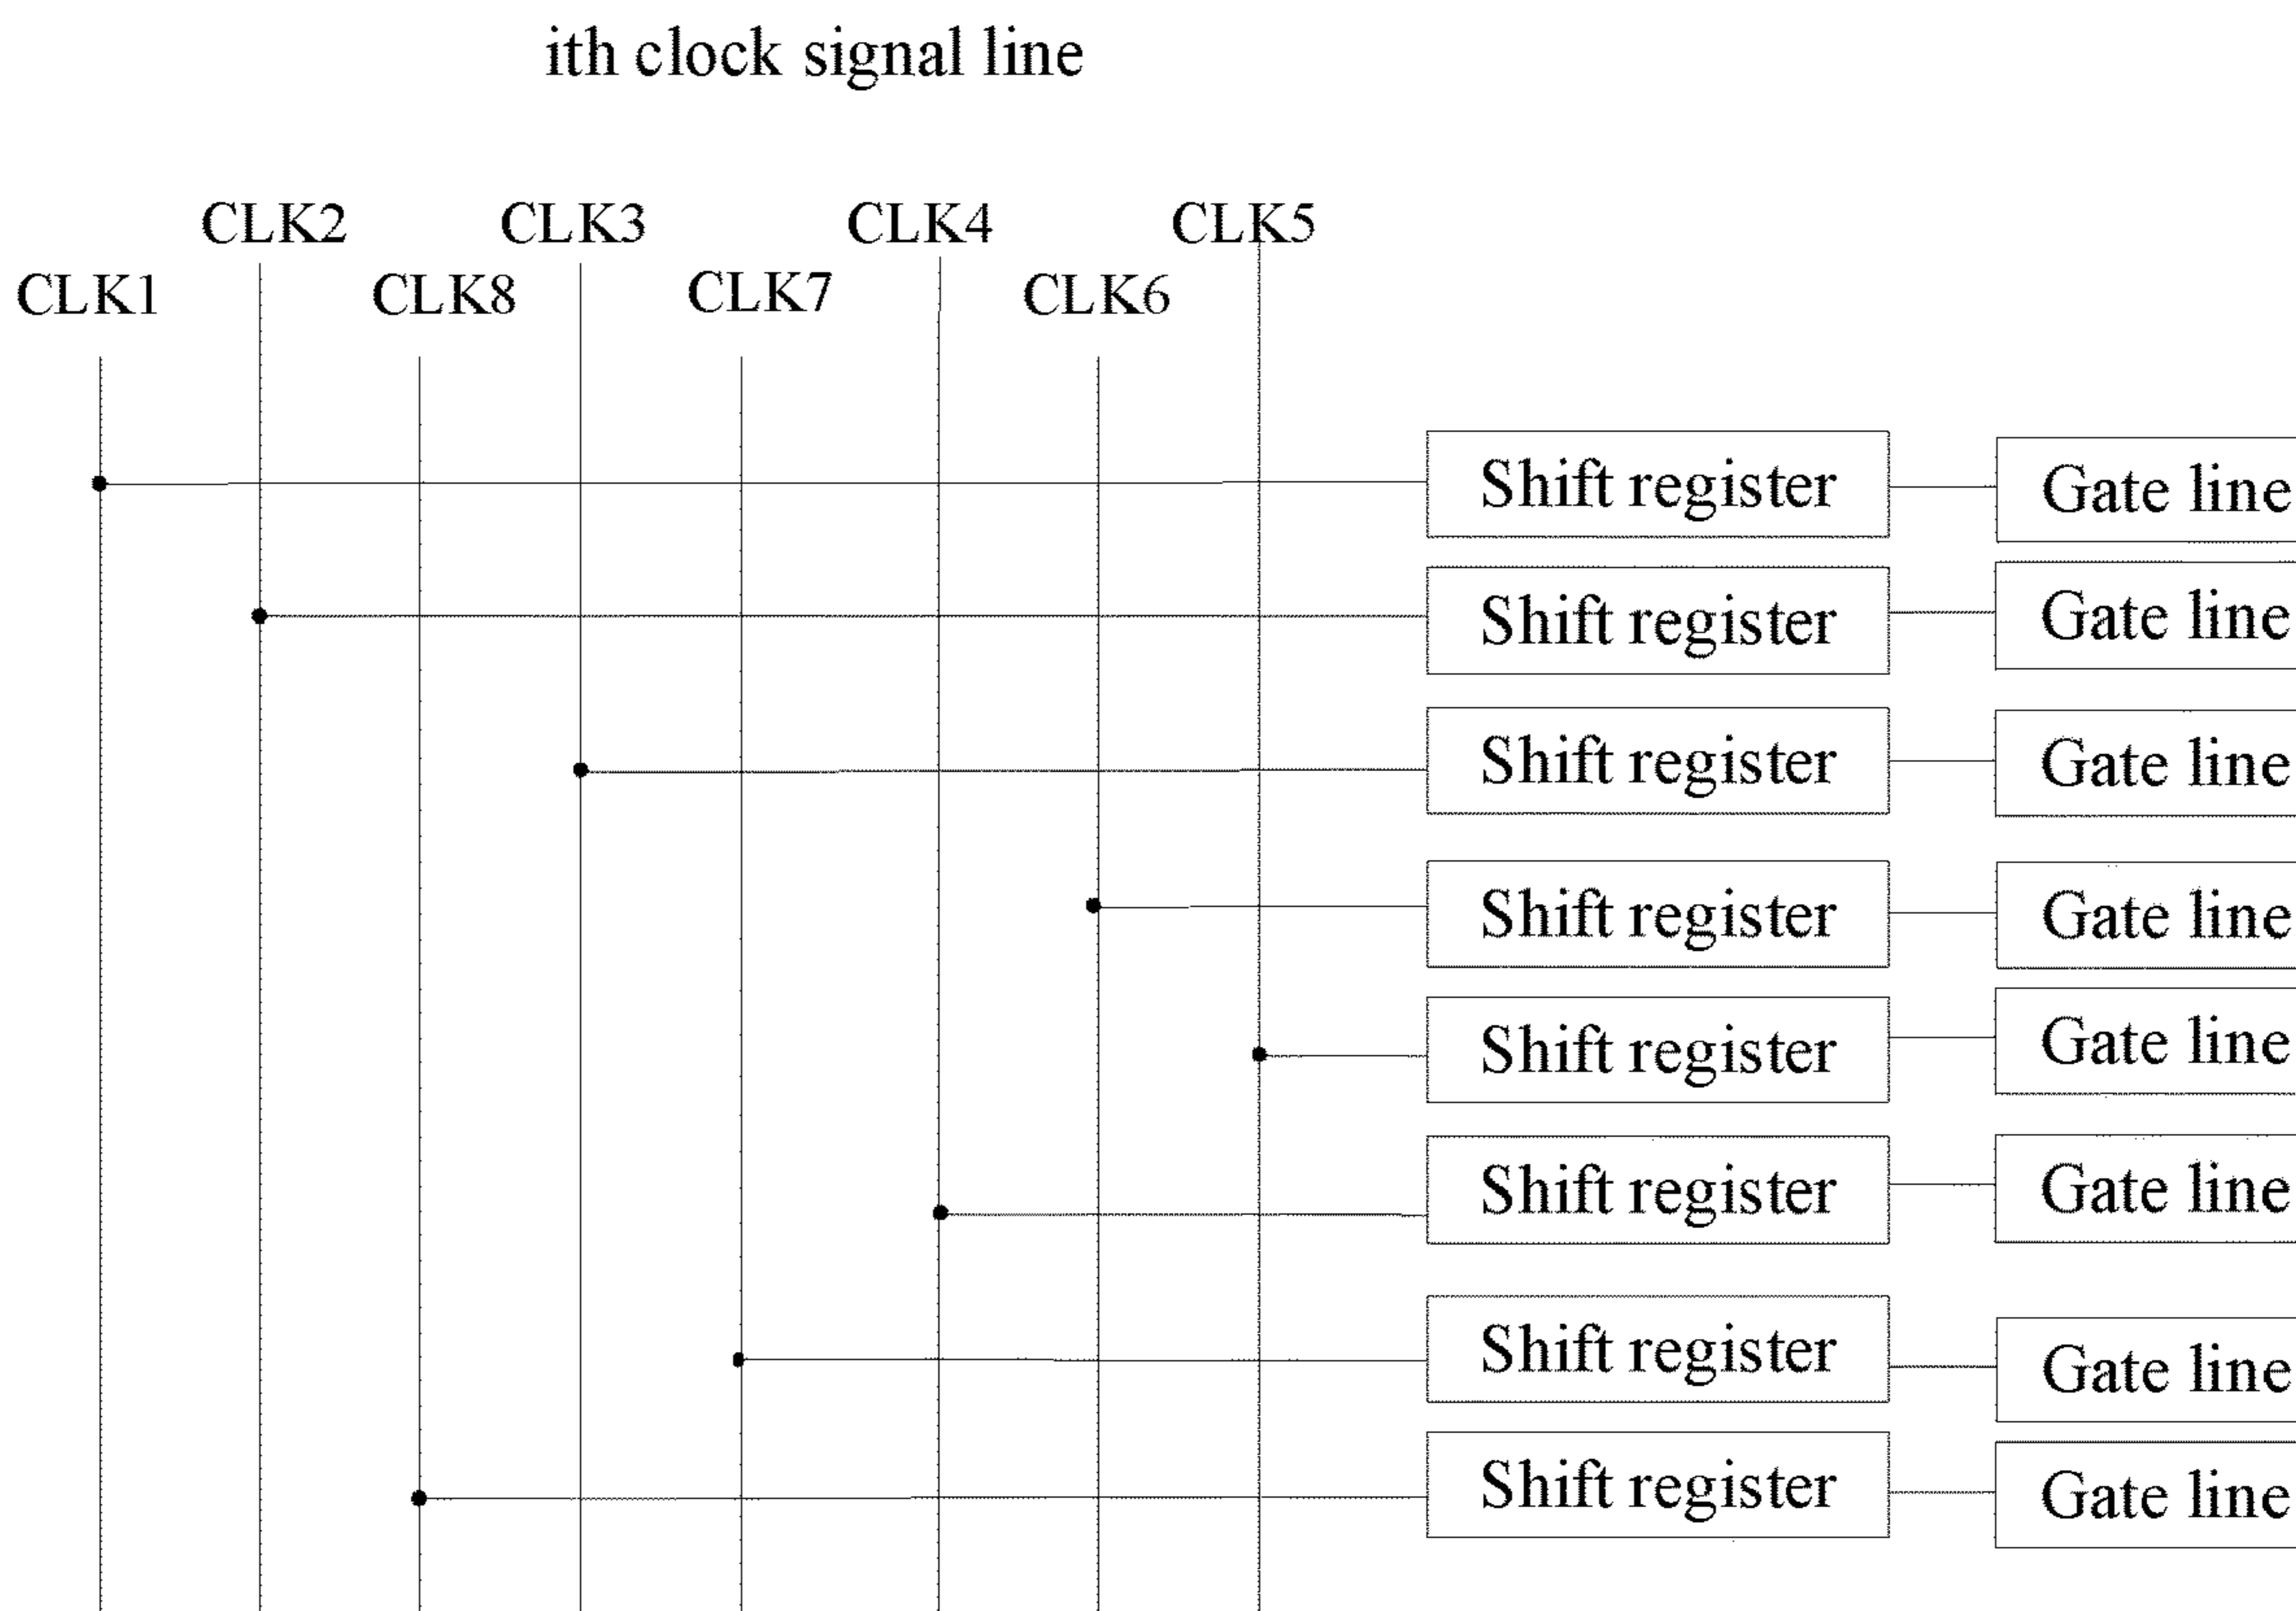 ith clock signal line
CLK2 CLK3 CLK4 CLK5
CLK1 CLK8 CLK7 CLK6
Shift register Gate line
Shift register Gate line
Shift register Gate line
Shift register Gate line
Shift register Gate line
Shift register Gate line
Shift register Gate line
Shift register Gate line